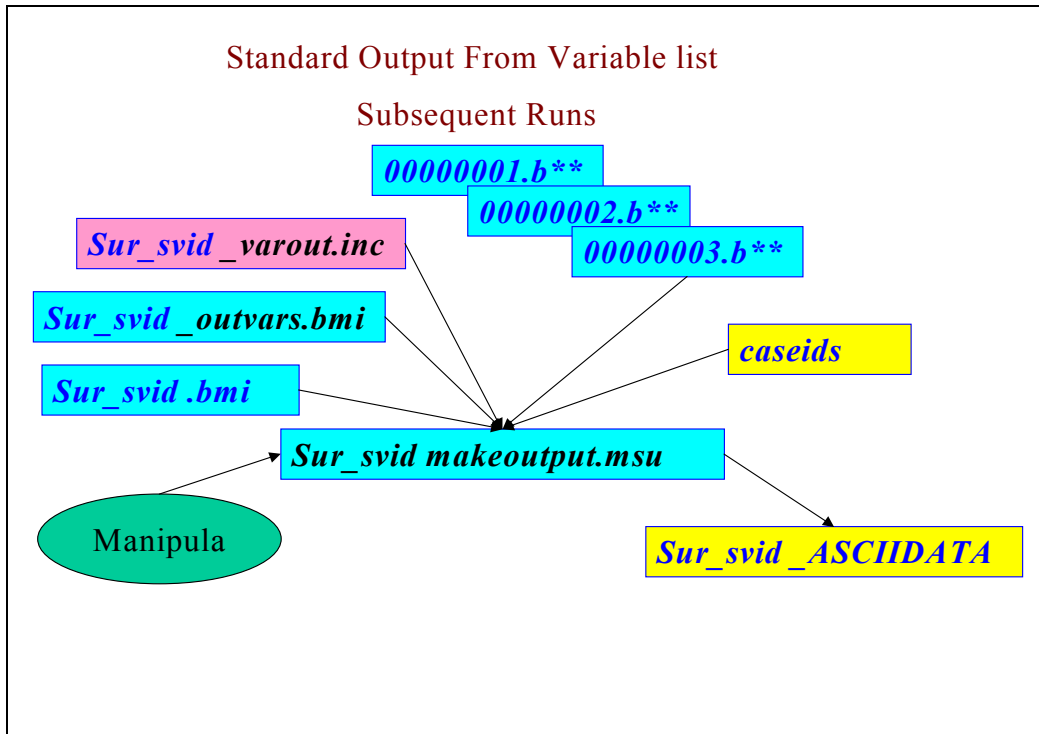 Standard Output From Variable list
Subsequent Runs
00000001.b**
00000002.b**
00000003.b**
Sur_svid _varout.inc
Sur_svid _outvars.bmi
caseids
Sur_svid .bmi
Sur_svid makeoutput.msu
Manipula
Sur_svid _ASCIIDATA